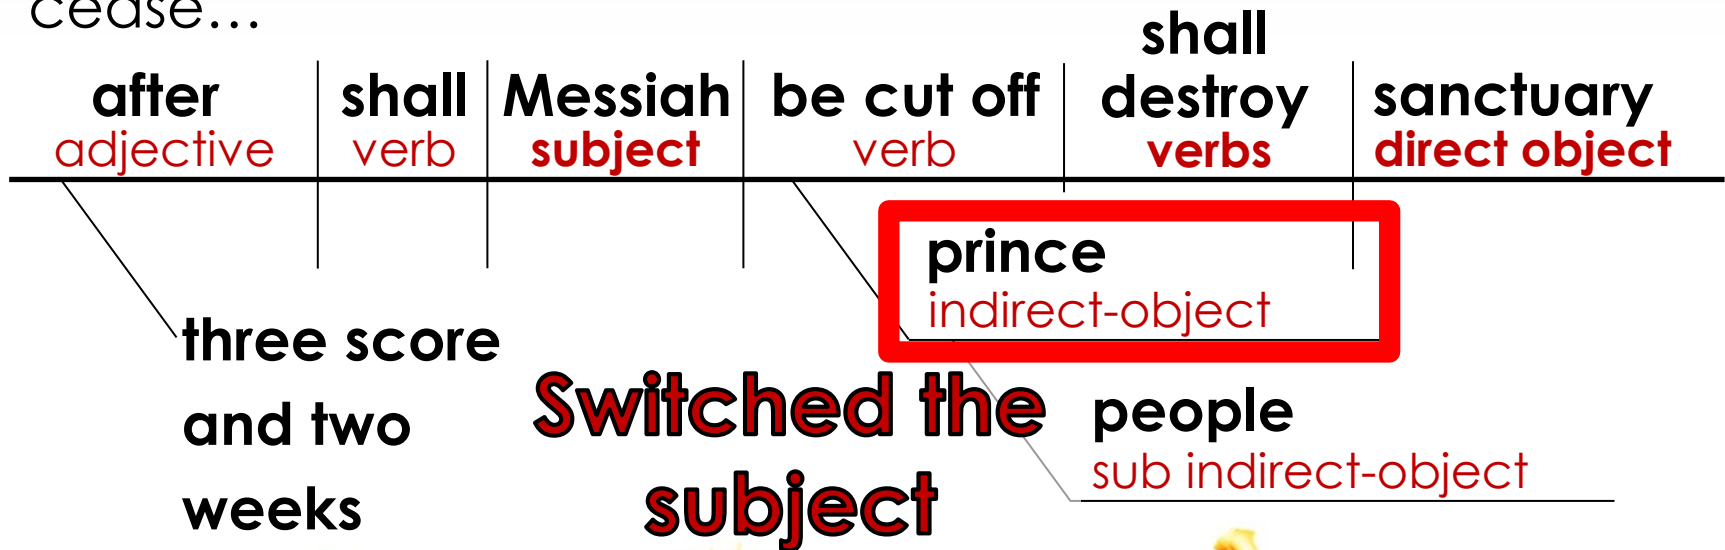 cease…
shall
after shall Messiah be cut off destroy sanctuary
adjective verb subject verb verbs direct object
prince
indirect-object
three score
and two
weeks
Switched the
subject
people
sub indirect-object